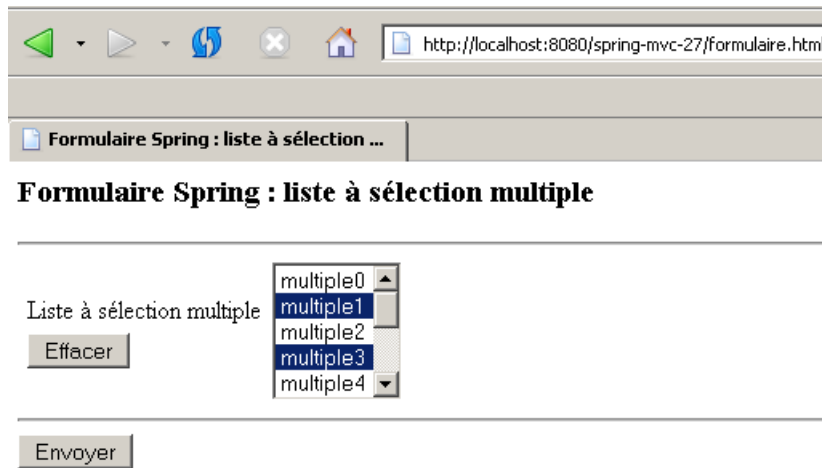 http://localhost:8080/spring-mvc-27/formulaire.html
Formulaire Spring : liste à sélection ...
Formulaire Spring : liste à sélection multiple
multiple0
multiple1
Liste à sélection multiple
multiple2
Effacer
multiple3
multiple4
Envoyer